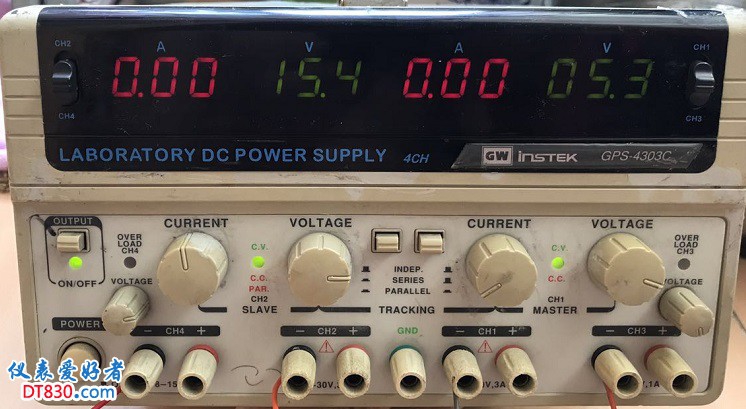 CH2 A V A V CH1
0.00 15.4 0.00 05.3
CH4 CH3
LABORATORY DC POWER SUPPLY 4CH GW INSTEK GPS-4303C
OUTPUT
ON/OFF
OVER LOAD CH4
CURRENT
VOLTAGE
CURRENT
VOLTAGE
OVER LOAD CH3
C.V.
C.C.
PAR.
CH2
SLAVE
INDEP.
SERIES
PARALLEL
TRACKING
C.V.
C.C.
CH1
MASTER
VOLTAGE
VOLTAGE
POWER
- CH4 +
- CH2 +
GND
- CH1 +
- CH3 +
仪表爱好者
DT830.com